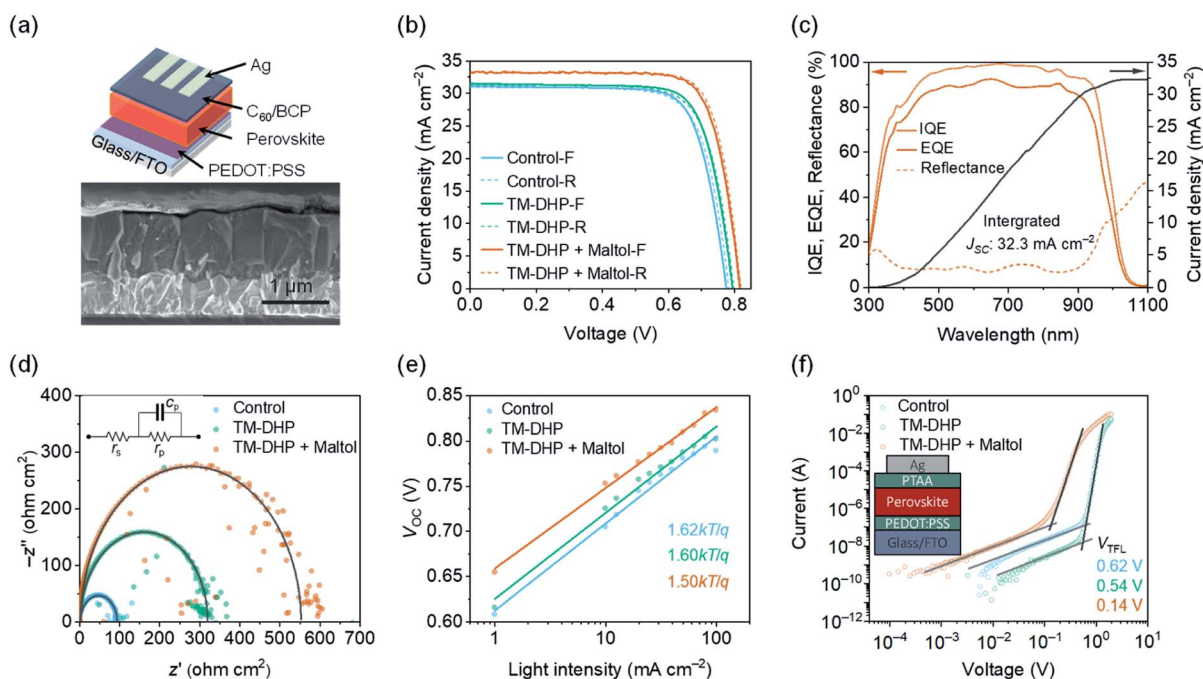 (a)
Ag
C60/BCP
Perovskite
Glass/FTO
PEDOT:PSS
1 μm
(b)
Current density (mA cm⁻²)
35
30
25
20
15
10
5
0
Control-F
Control-R
TM-DHP-F
TM-DHP-R
TM-DHP + Maltol-F
TM-DHP + Maltol-R
0.0 0.2 0.4 0.6 0.8
Voltage (V)
(c)
IQE, EQE, Reflectance (%)
100
80
60
40
20
0
IQE
EQE
Reflectance
Intergrated
JSC: 32.3 mA cm⁻²
35
30
25
20
15
10
5
0
Current density (mA cm⁻²)
300 500 700 900 1100
Wavelength (nm)
(d)
−z'' (ohm cm²)
400
300
200
100
0
cp
rs
rp
Control
TM-DHP
TM-DHP + Maltol
0 100 200 300 400 500 600 700
z' (ohm cm²)
(e)
VOC (V)
0.85
0.80
0.75
0.70
0.65
0.60
Control
TM-DHP
TM-DHP + Maltol
1.62kT/q
1.60kT/q
1.50kT/q
1 10 100
Light intensity (mA cm⁻²)
(f)
Current (A)
10⁰
10⁻²
10⁻⁴
10⁻⁶
10⁻⁸
10⁻¹⁰
10⁻¹²
Control
TM-DHP
TM-DHP + Maltol
Ag
PTAA
Perovskite
PEDOT:PSS
Glass/FTO
VTFL
0.62 V
0.54 V
0.14 V
10⁻⁴ 10⁻³ 10⁻² 10⁻¹ 10⁰ 10¹
Voltage (V)